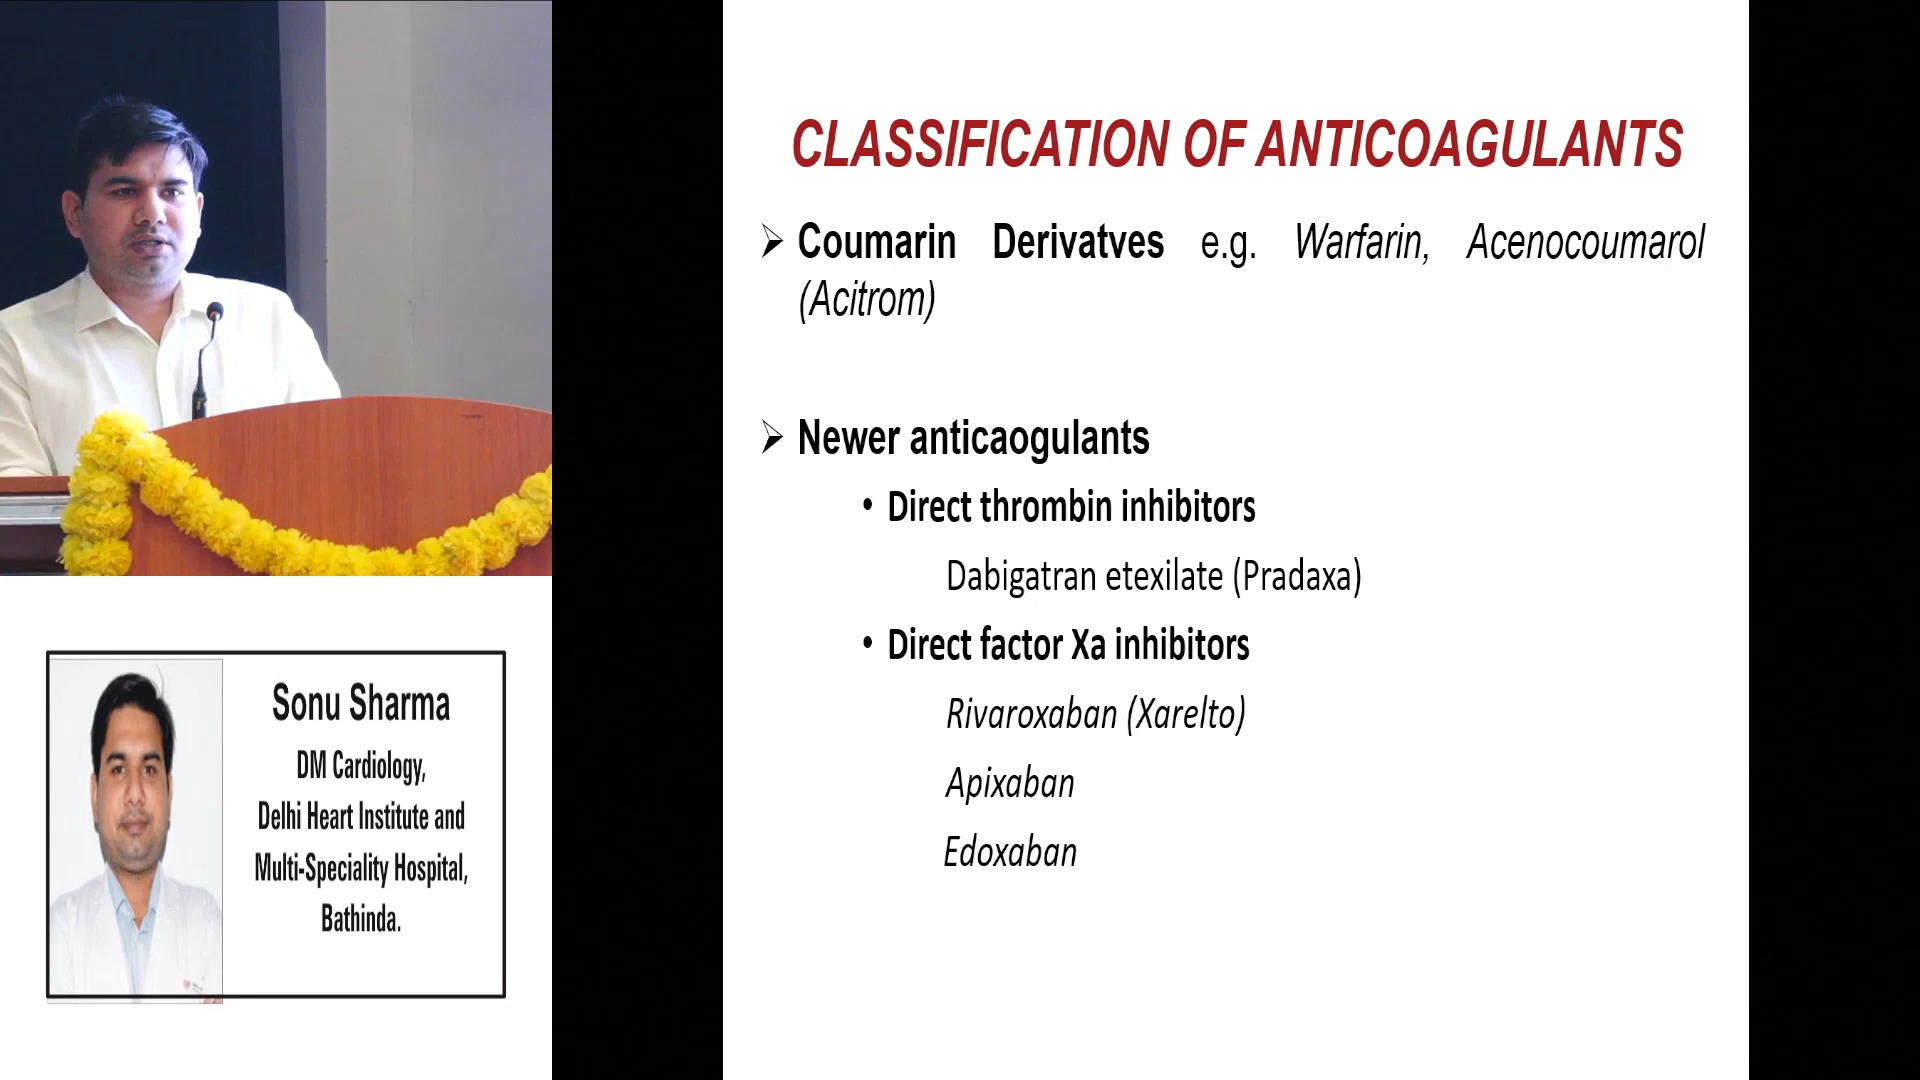 CLASSIFICATION OF ANTICOAGULANTS
➢ Coumarin Derivatves e.g. Warfarin, Acenocoumarol
(Acitrom)
➢ Newer anticaogulants
• Direct thrombin inhibitors
Dabigatran etexilate (Pradaxa)
• Direct factor Xa inhibitors
Rivaroxaban (Xarelto)
Apixaban
Edoxaban
Sonu Sharma
DM Cardiology,
Delhi Heart Institute and
Multi-Speciality Hospital,
Bathinda.